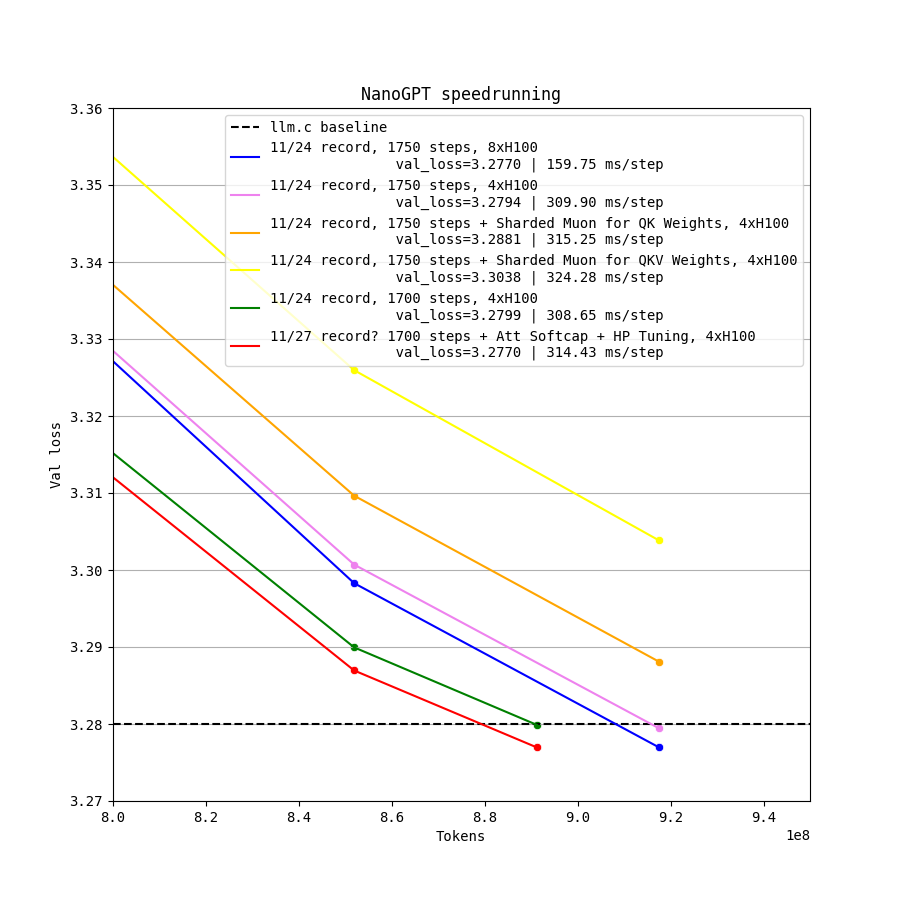 NanoGPT speedrunning
3.36
3.35
3.34
3.33
3.32
3.31
3.30
3.29
3.28
3.27
Val loss
llm.c baseline
11/24 record, 1750 steps, 8xH100
val_loss=3.2770 | 159.75 ms/step
11/24 record, 1750 steps, 4xH100
val_loss=3.2794 | 309.90 ms/step
11/24 record, 1750 steps + Sharded Muon for QK Weights, 4xH100
val_loss=3.2881 | 315.25 ms/step
11/24 record, 1750 steps + Sharded Muon for QKV Weights, 4xH100
val_loss=3.3038 | 324.28 ms/step
11/24 record, 1700 steps, 4xH100
val_loss=3.2799 | 308.65 ms/step
11/27 record? 1700 steps + Att Softcap + HP Tuning, 4xH100
val_loss=3.2770 | 314.43 ms/step
8.0 8.2 8.4 8.6 8.8 9.0 9.2 9.4
Tokens
1e8